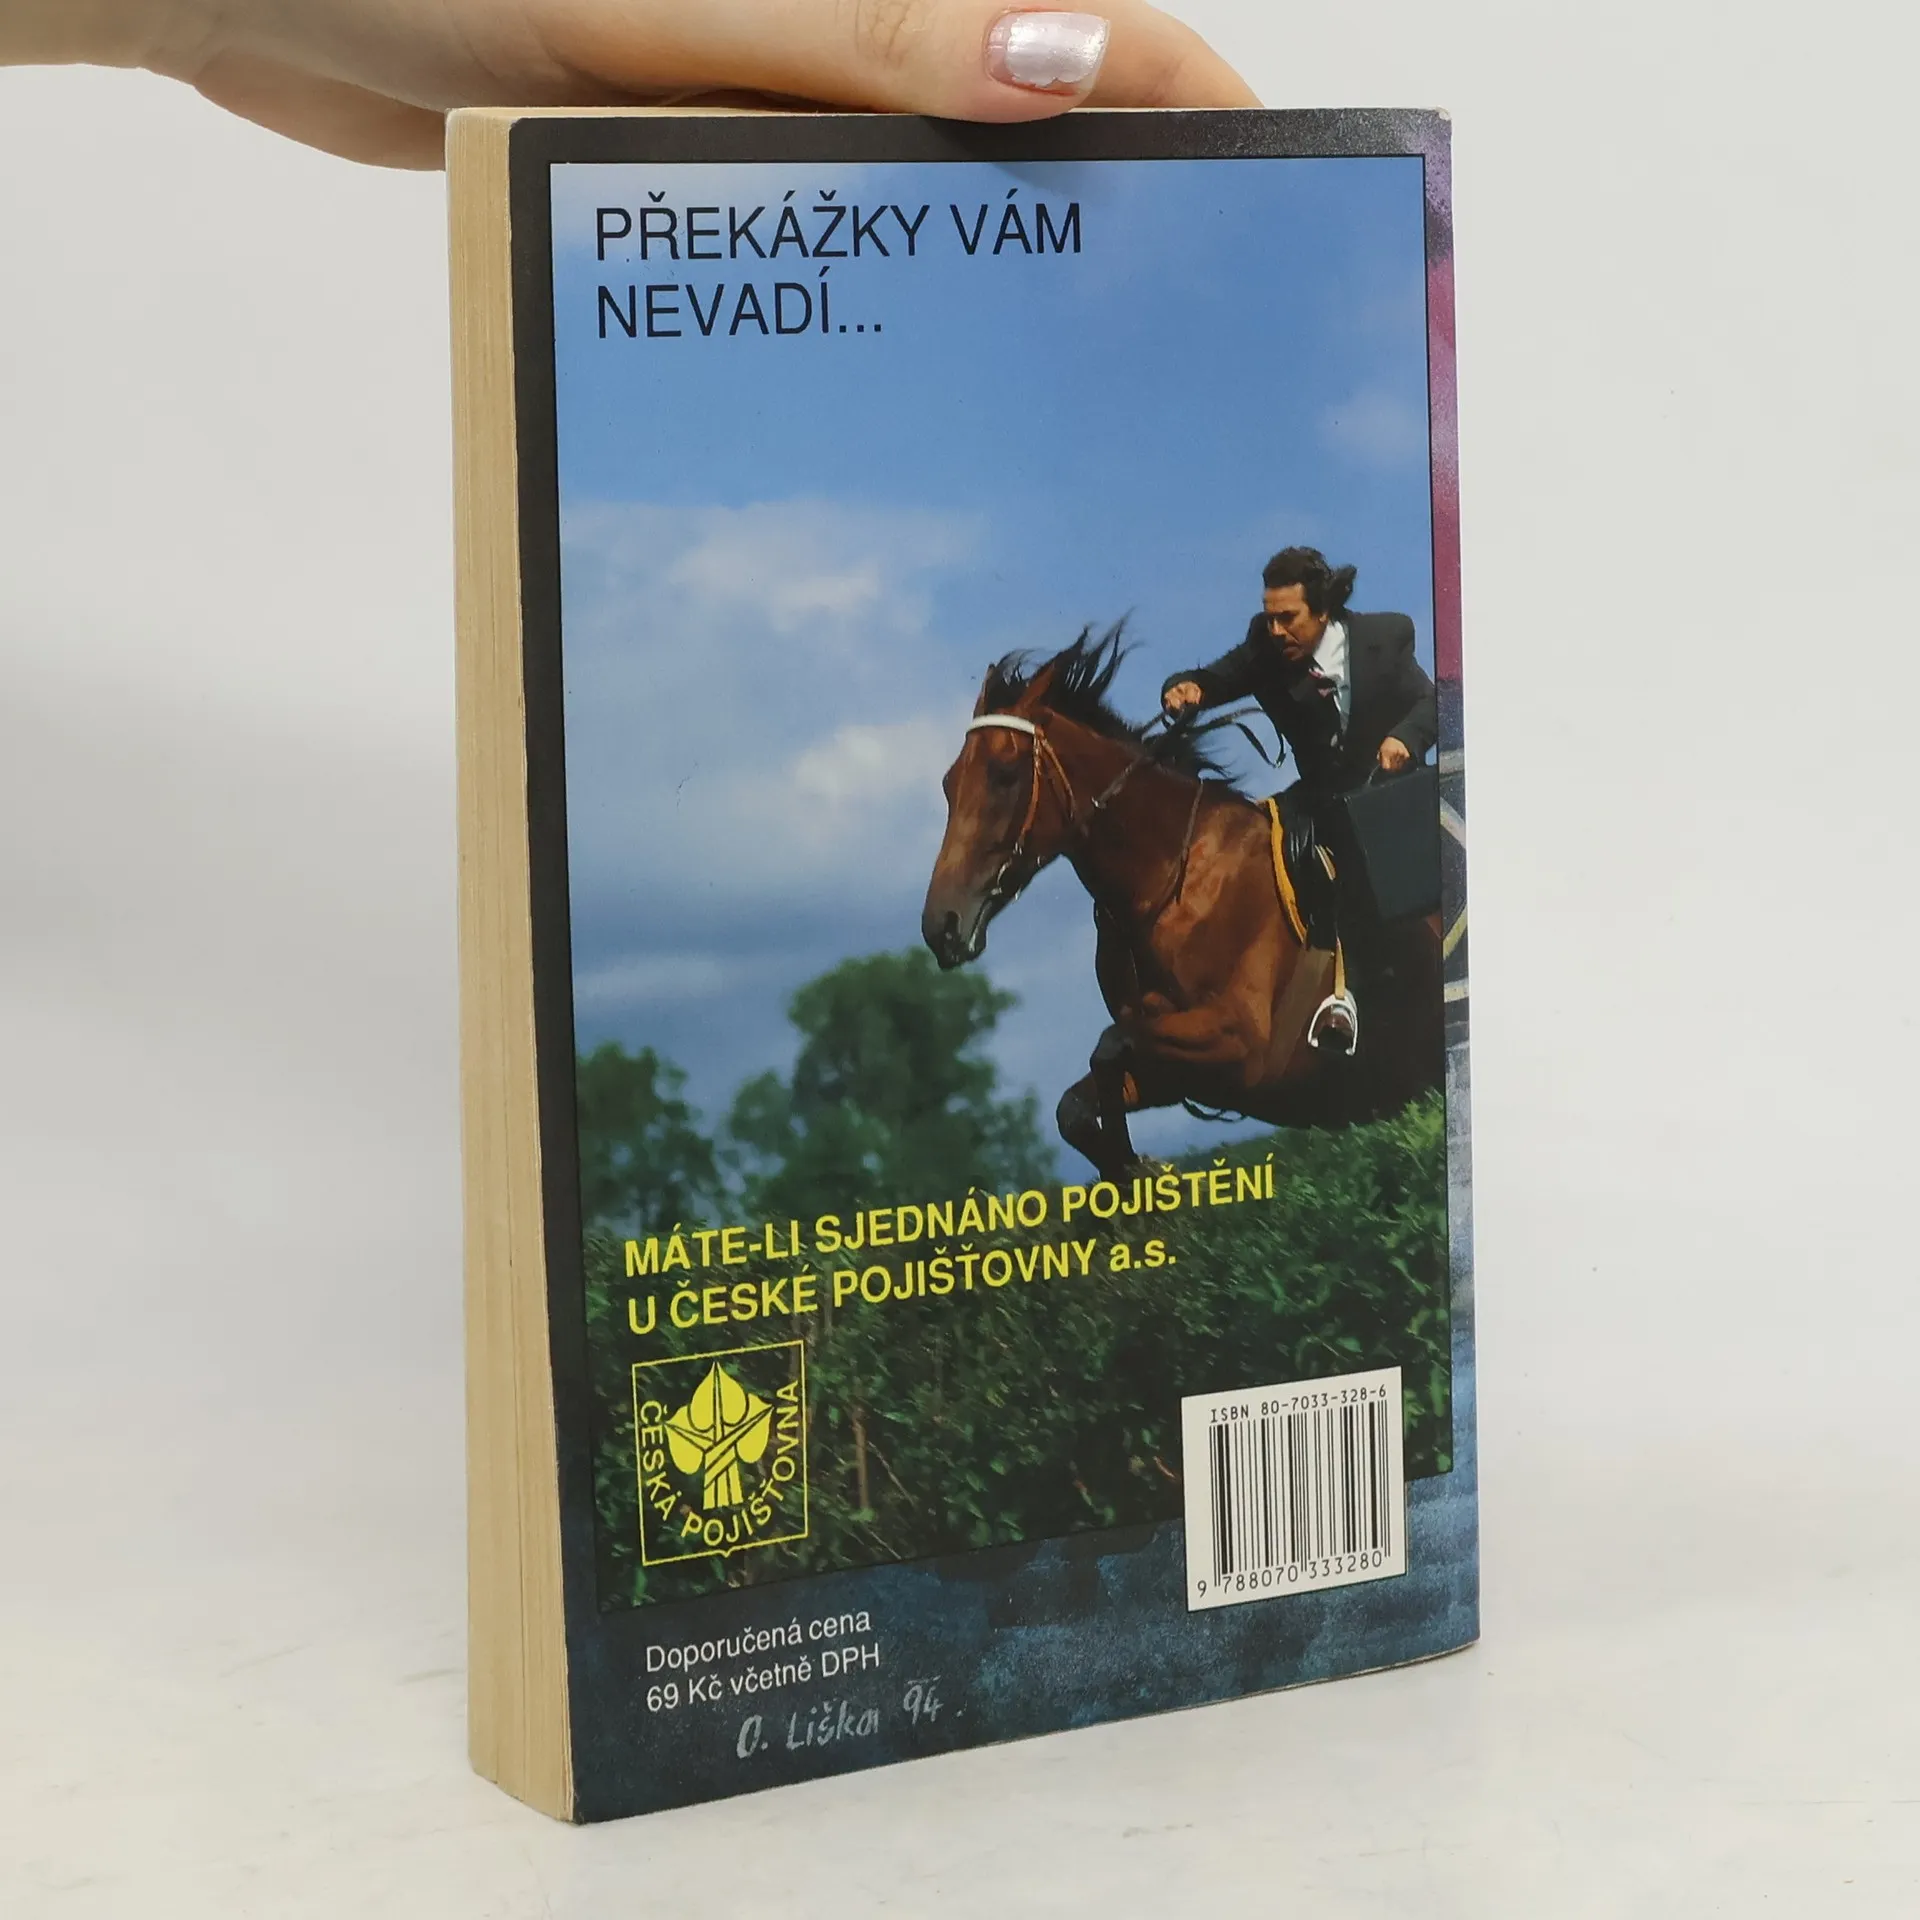 PŘEKÁŽKY VÁM
NEVADÍ...
MÁTE-LI SJEDNÁNO POJIŠTĚNÍ
U ČESKÉ POJIŠŤOVNY a.s.
ČESKÁ POJIŠŤOVNA
ISBN 80-7033-328-6
9 788070 333280
Doporučená cena
69 Kč včetně DPH
O. Liška 94.